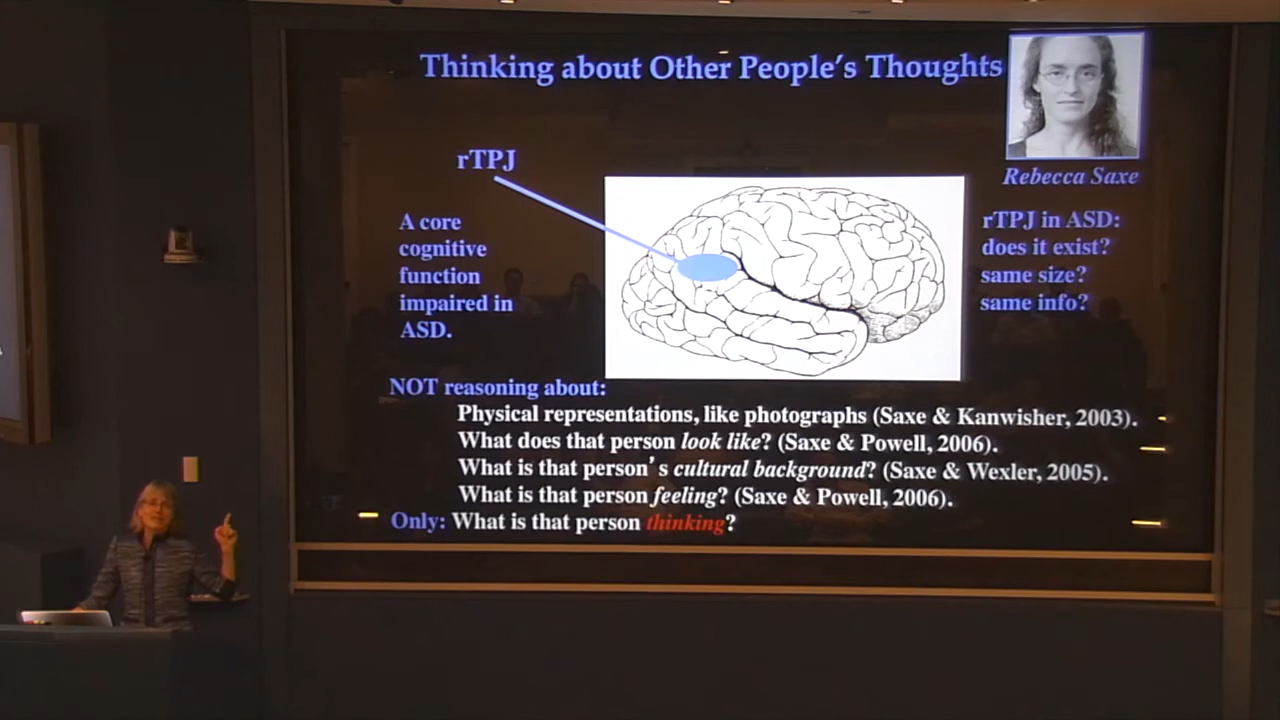 Thinking about Other People's Thoughts
rTPJ
Rebecca Saxe
A core
cognitive
function
impaired in
ASD.
rTPJ in ASD:
does it exist?
same size?
same info?
NOT reasoning about:
Physical representations, like photographs (Saxe & Kanwisher, 2003).
What does that person look like? (Saxe & Powell, 2006).
What is that person's cultural background? (Saxe & Wexler, 2005).
What is that person feeling? (Saxe & Powell, 2006).
Only: What is that person thinking?